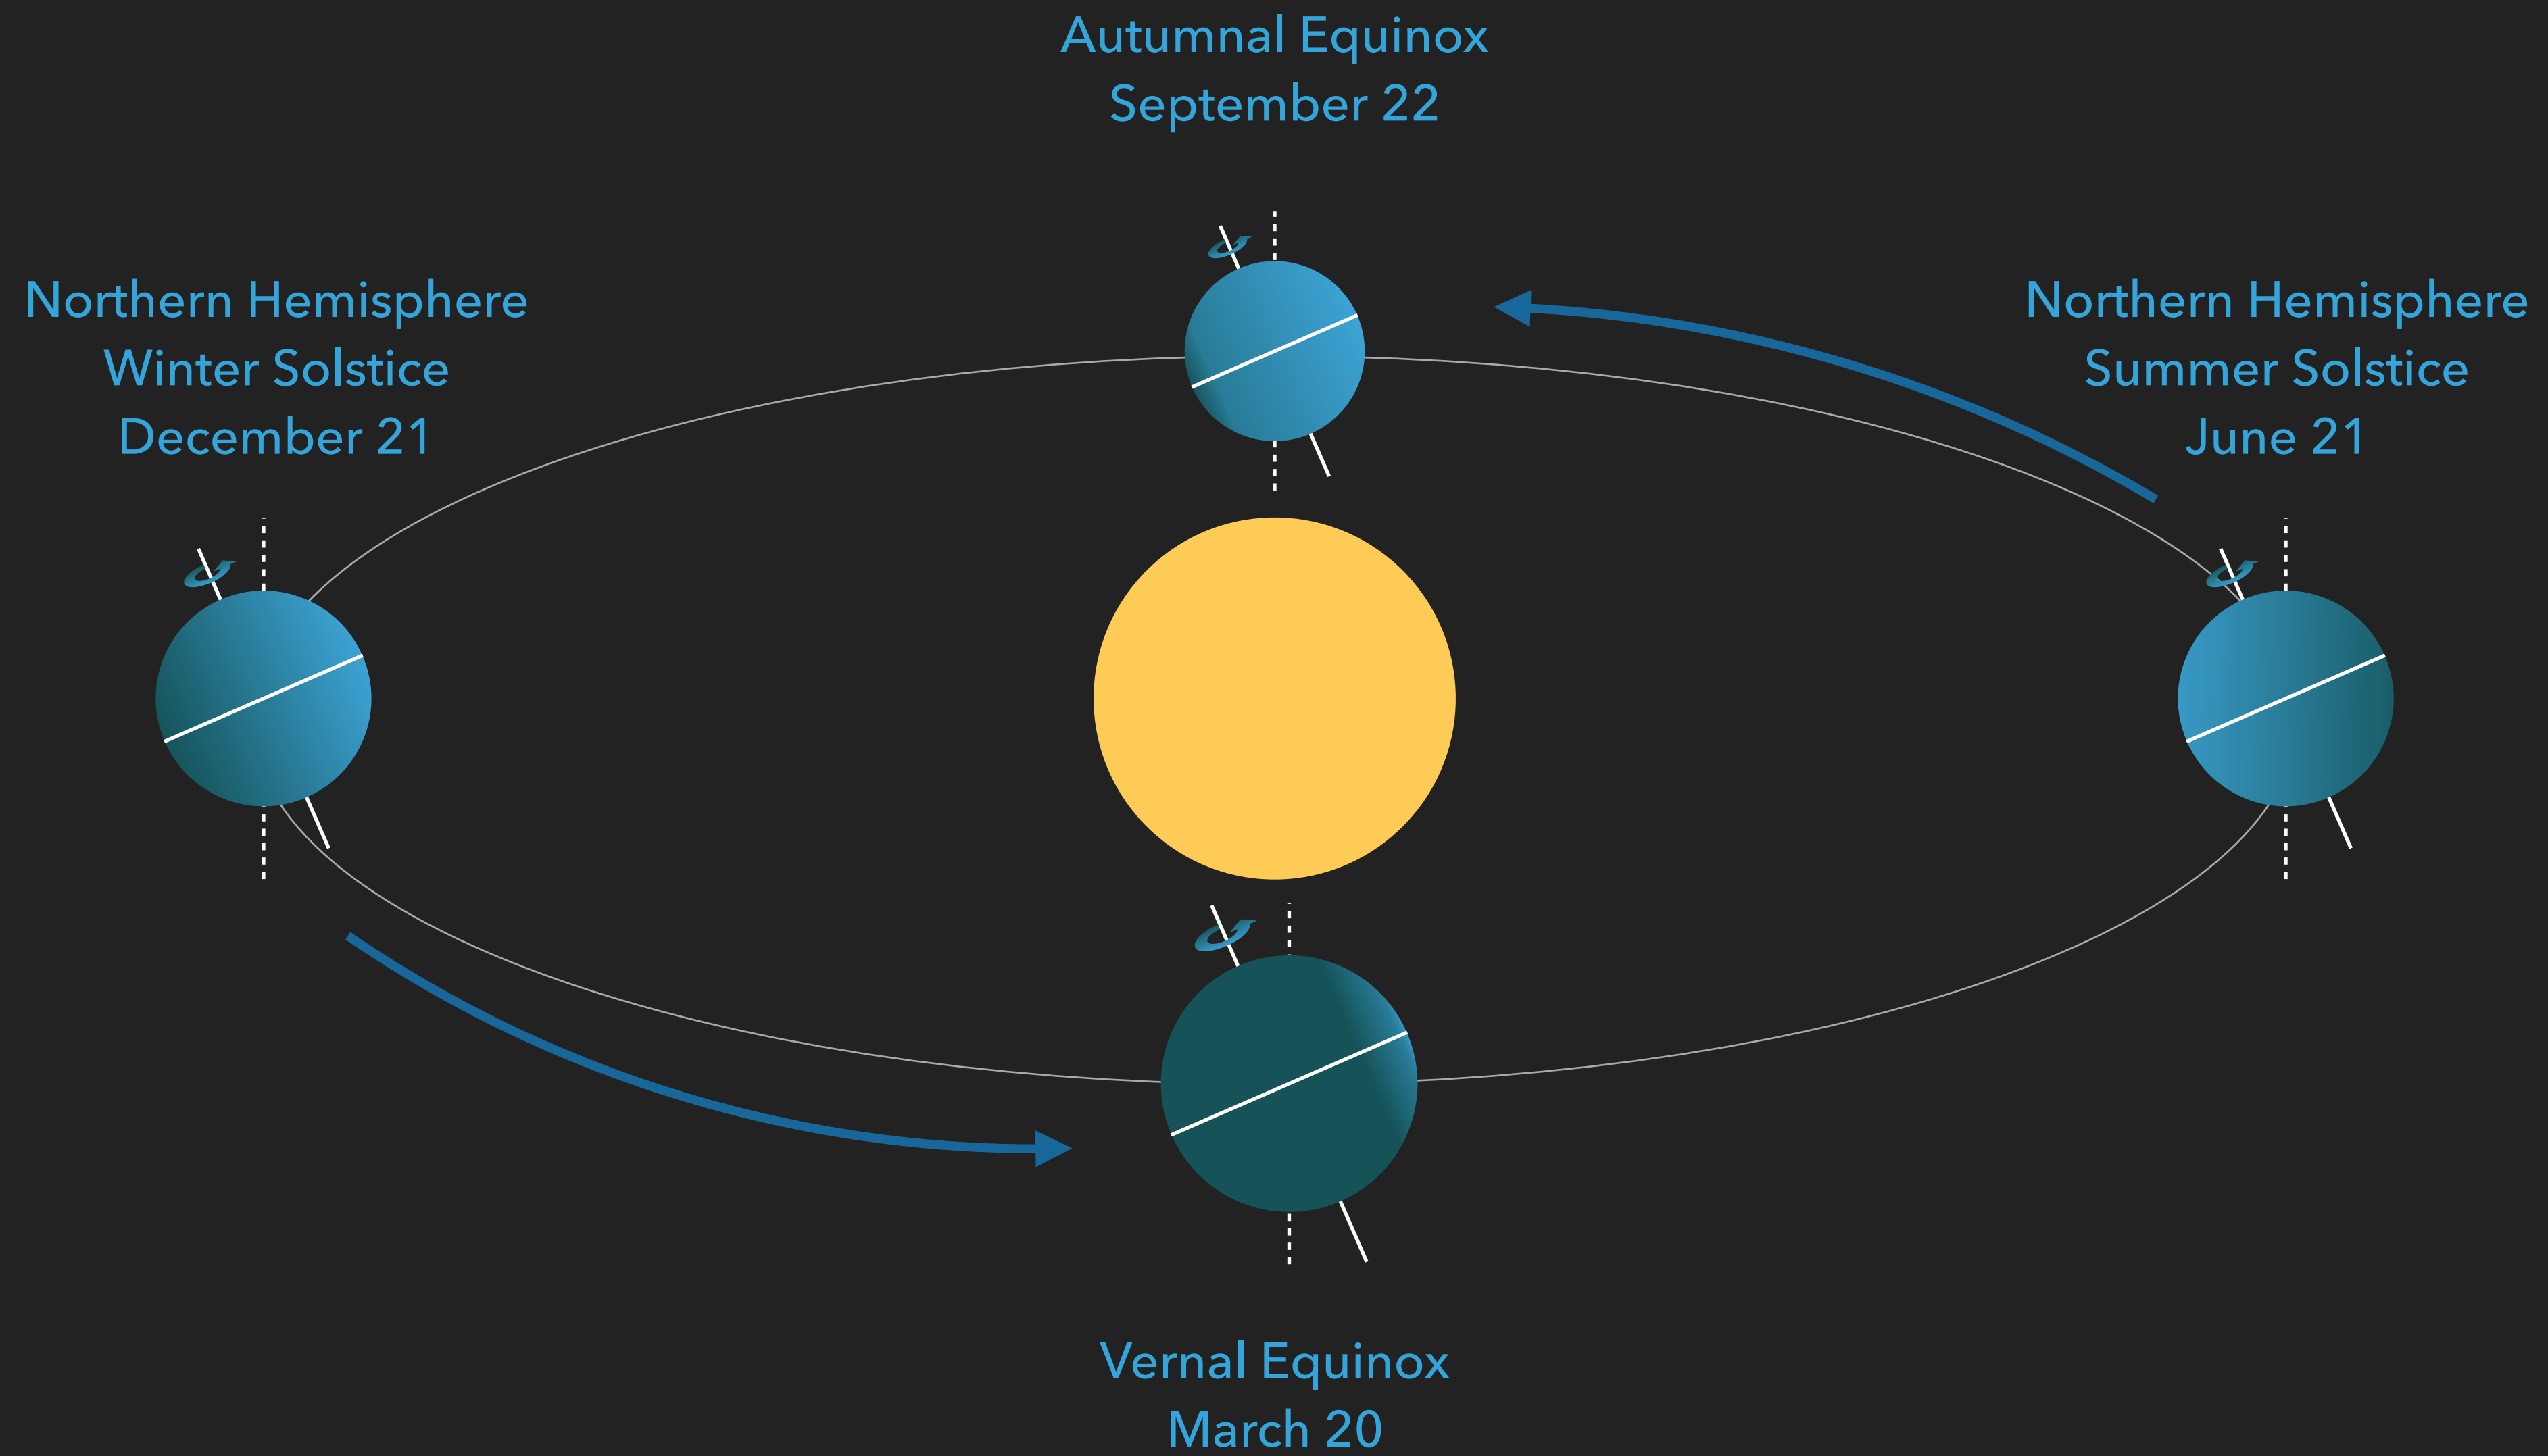 Autumnal Equinox
September 22
Northern Hemisphere
Winter Solstice
December 21
Northern Hemisphere
Summer Solstice
June 21
Vernal Equinox
March 20